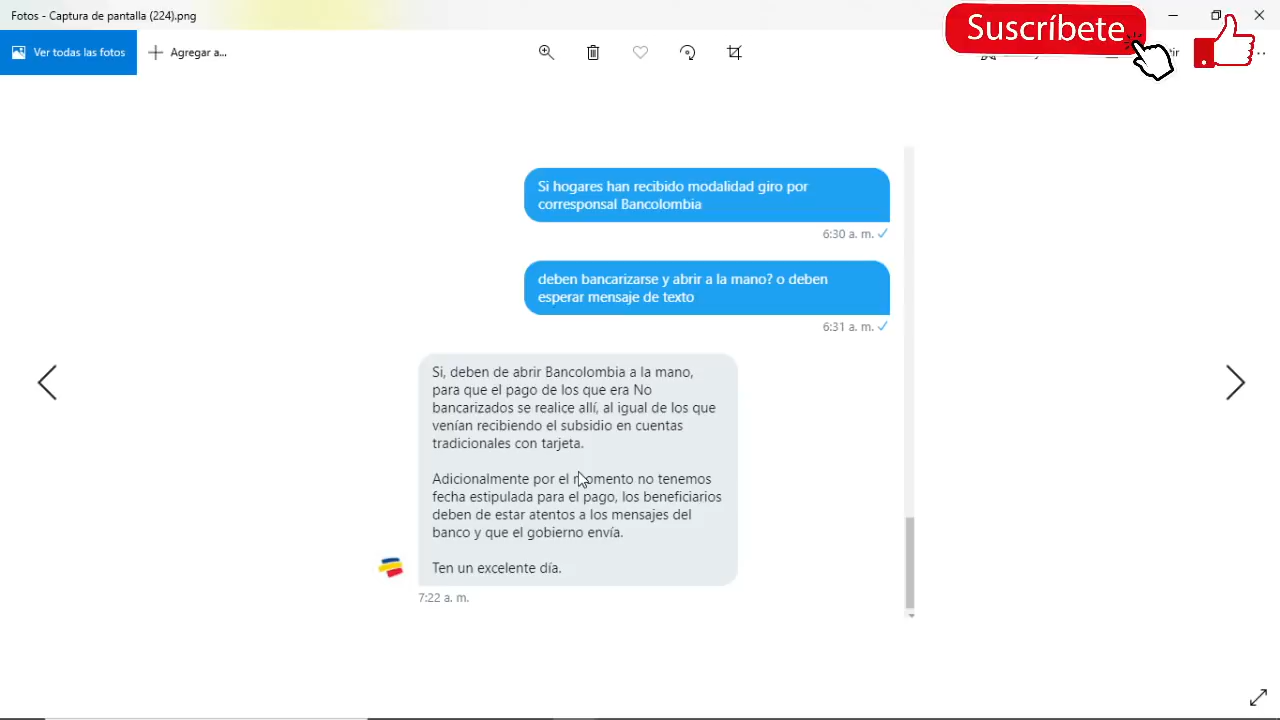 Fotos - Captura de pantalla (224).png
Suscríbete
Ver todas las fotos
Agregar a...
Si hogares han recibido modalidad giro por
corresponsal Bancolombia
6:30 a. m.
deben bancarizarse y abrir a la mano? o deben
esperar mensaje de texto
6:31 a. m.
Si, deben de abrir Bancolombia a la mano,
para que el pago de los que era No
bancarizados se realice allí, al igual de los que
venían recibiendo el subsidio en cuentas
tradicionales con tarjeta.
Adicionalmente por el momento no tenemos
fecha estipulada para el pago, los beneficiarios
deben de estar atentos a los mensajes del
banco y que el gobierno envía.
Ten un excelente día.
7:22 a. m.